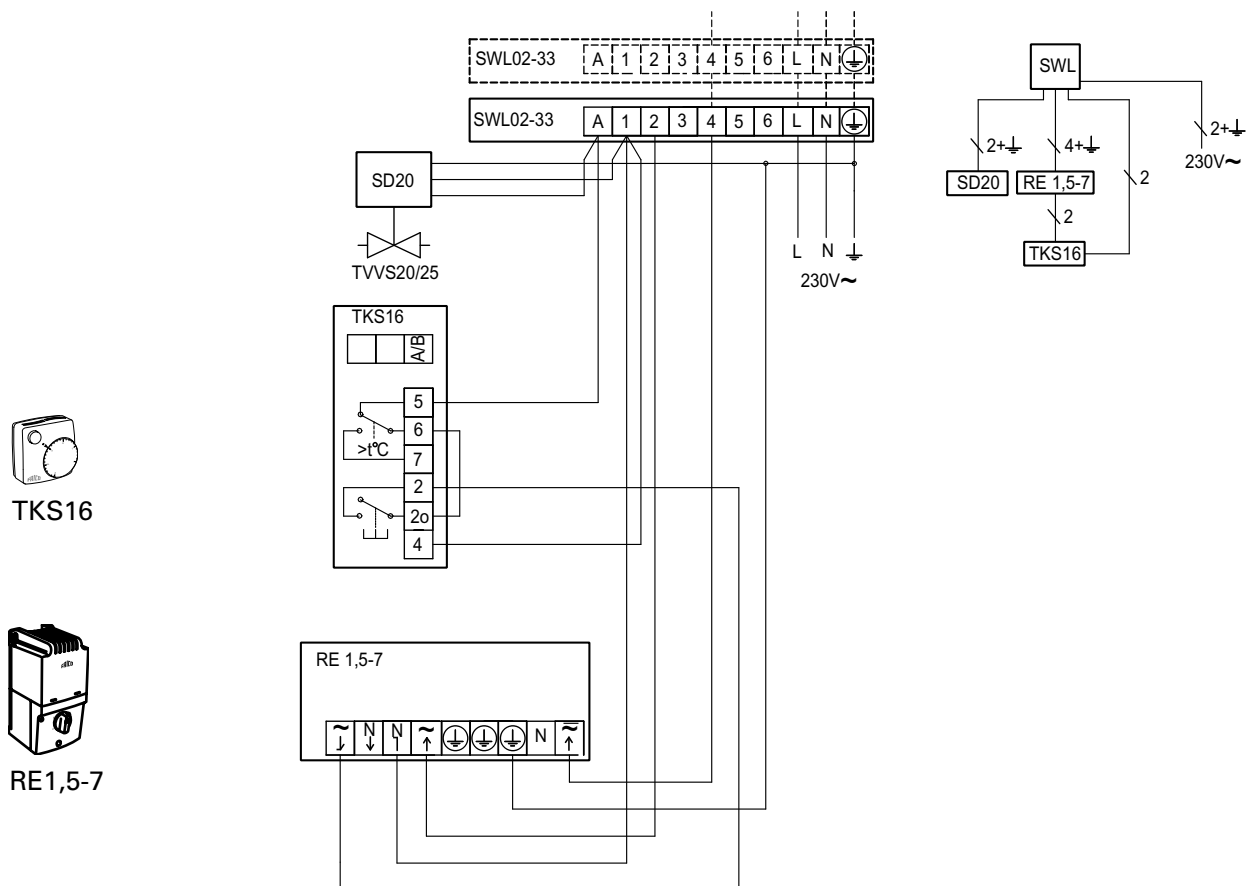 SWL02-33 A 1 2 3 4 5 6 L N
SWL02-33 A 1 2 3 4 5 6 L N
SWL
2+
4+
2+
230V~
SD20
RE 1,5-7
2
2
TKS16
SD20
TVVS20/25
L N
230V~
TKS16
A/B
5
6
>t°C
7
2
2o
4
TKS16
RE 1,5-7
~ N N ~ N ~
RE1,5-7